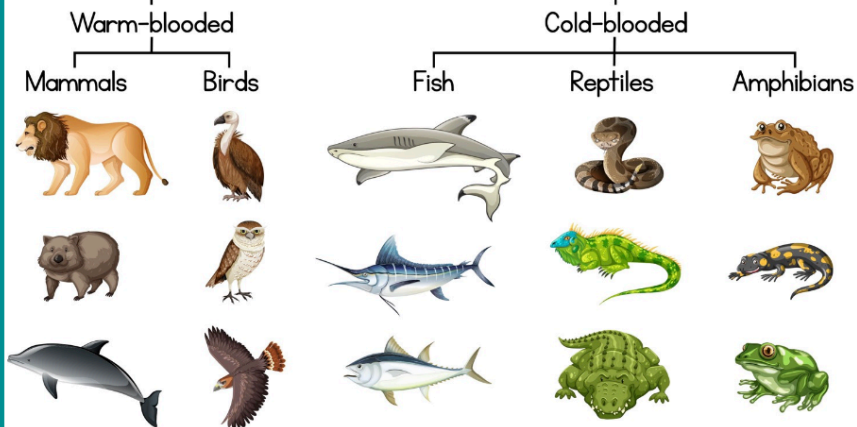 Warm-blooded
Cold-blooded
Mammals
Birds
Fish
Reptiles
Amphibians